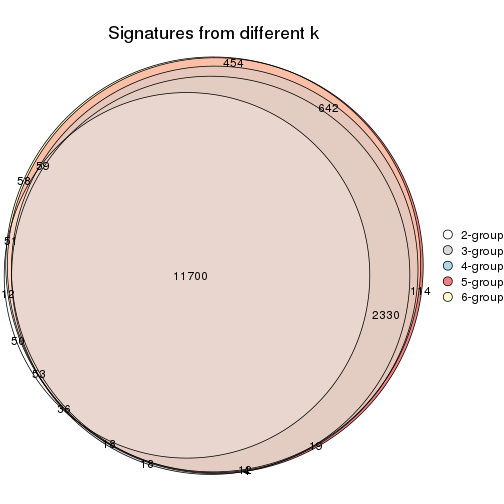 Signatures from different k
454
642
59
58
51
11700
12
114
2330
50
53
36
18
18
19
2-group
3-group
4-group
5-group
6-group